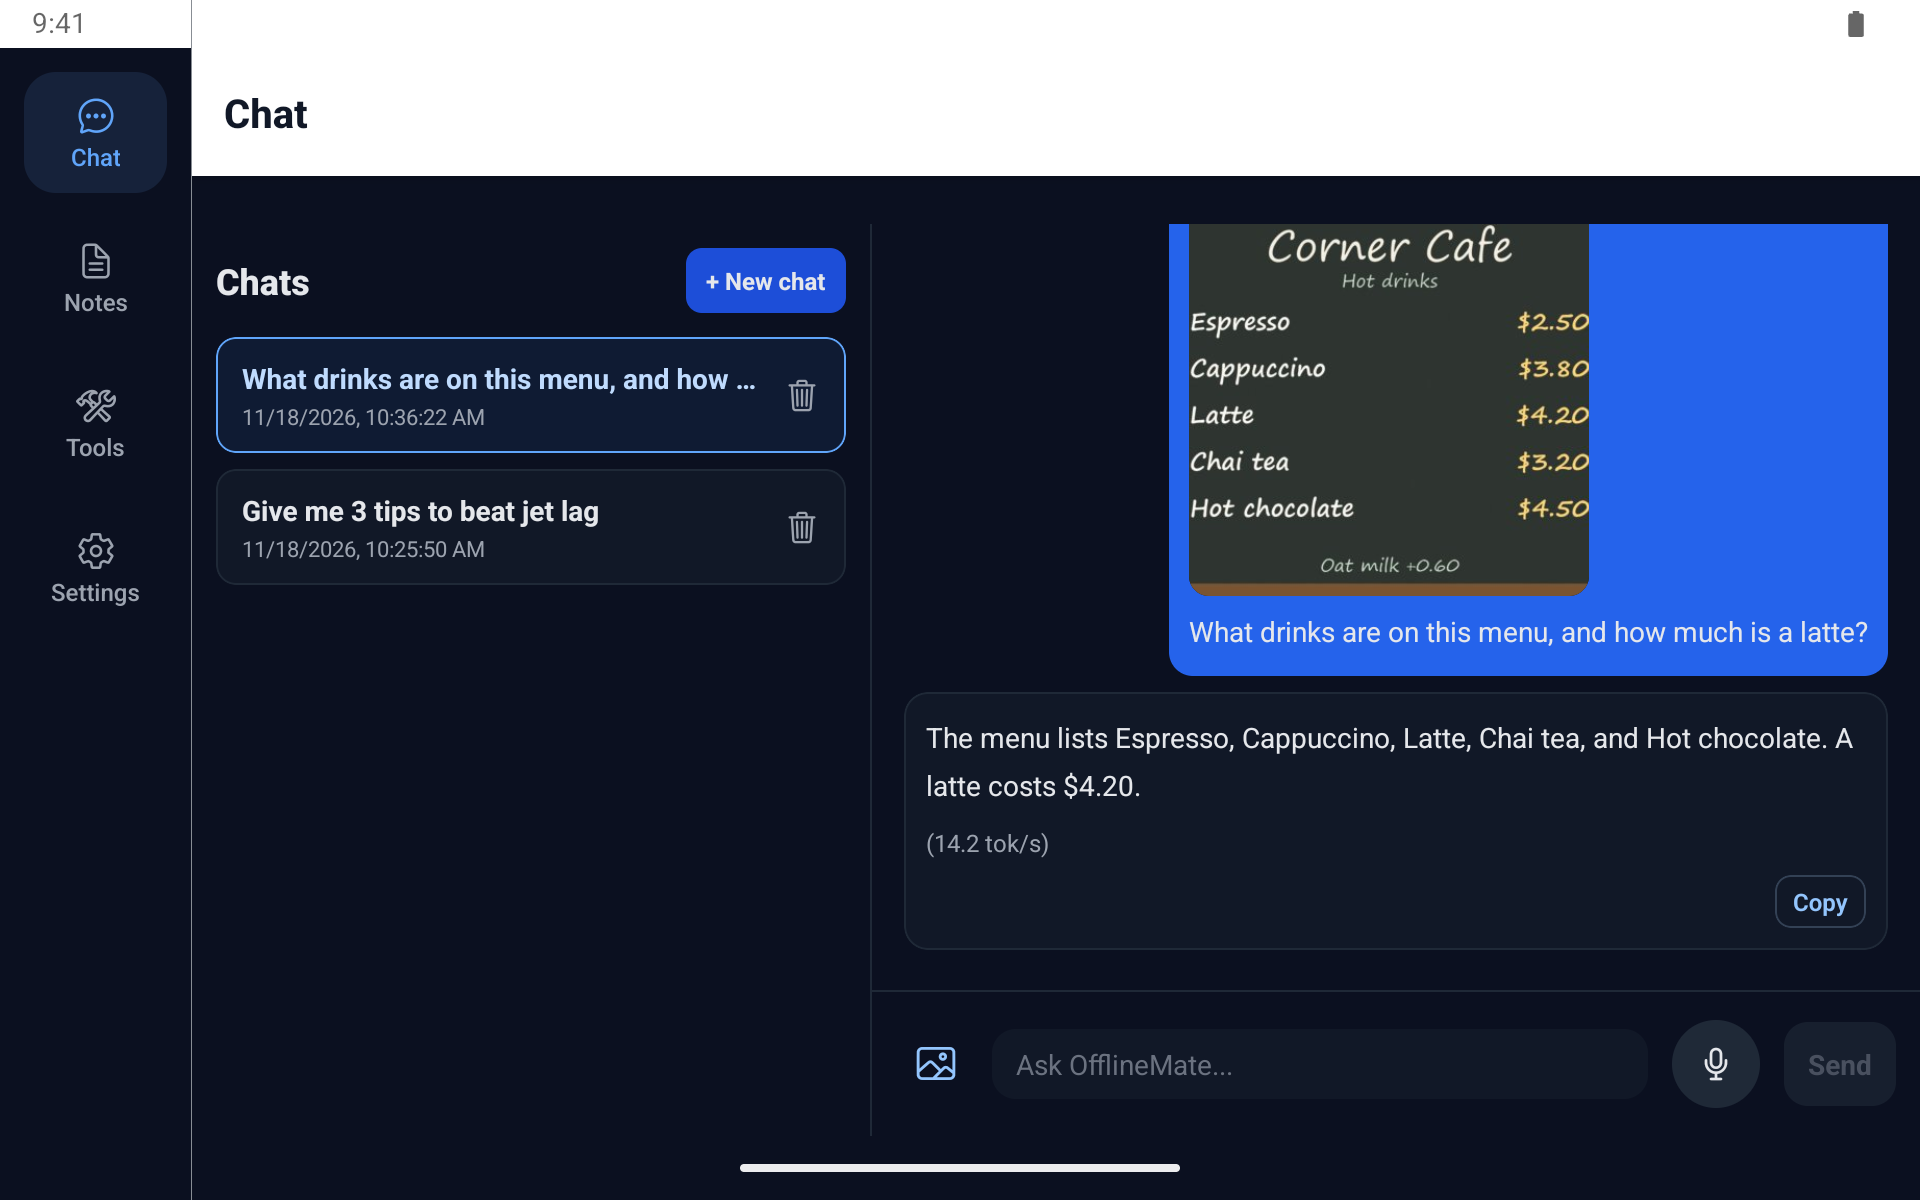 9:41
Chat
Notes
Tools
Settings
Chat
Chats
+ New chat
What drinks are on this menu, and how ...
11/18/2026, 10:36:22 AM
Give me 3 tips to beat jet lag
11/18/2026, 10:25:50 AM
Corner Cafe
Hot drinks
Espresso $2.50
Cappuccino $3.80
Latte $4.20
Chai tea $3.20
Hot chocolate $4.50
Oat milk +0.60
What drinks are on this menu, and how much is a latte?
The menu lists Espresso, Cappuccino, Latte, Chai tea, and Hot chocolate. A
latte costs $4.20.
(14.2 tok/s)
Copy
Ask OfflineMate...
Send